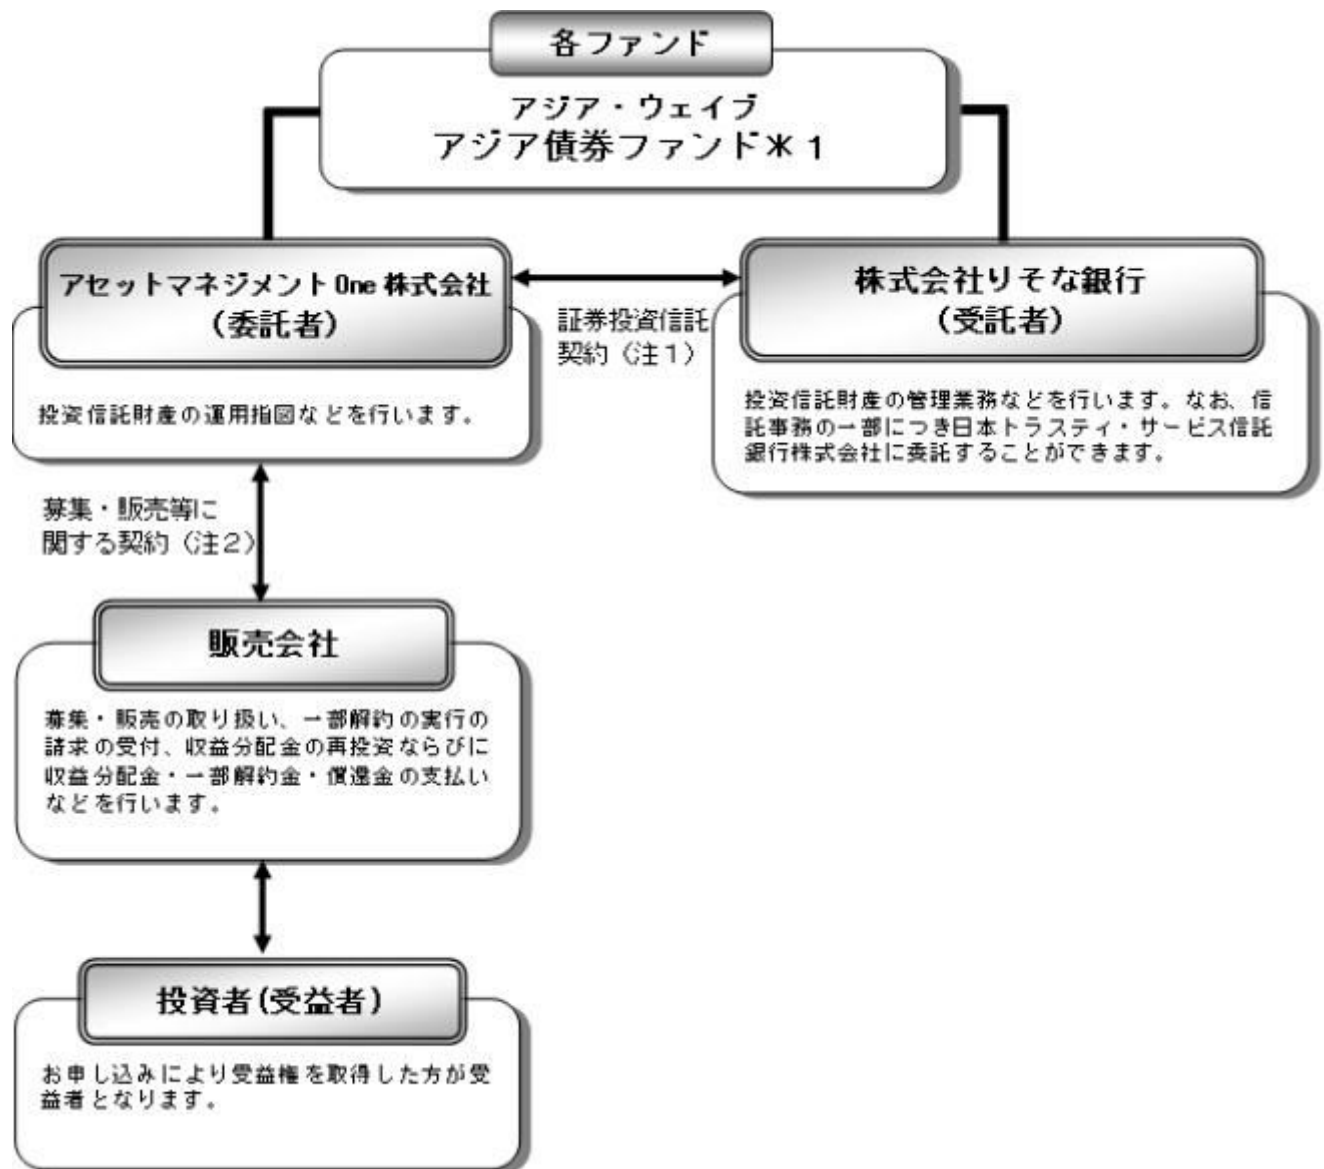 各ファンド
アジア・ウェイブ
アジア債券ファンド＊1
アセットマネジメントOne株式会社
（委託者）
投資信託財産の運用指図などを行います。
証券投資信託
契約（注１）
株式会社りそな銀行
（受託者）
投資信託財産の管理業務などを行います。なお、信
託事務の一部につき日本トラスティ・サービス信託
銀行株式会社に委託することができます。
募集・販売等に
関する契約（注２）
販売会社
募集・販売の取り扱い、一部解約の実行の
請求の受付、収益分配金の再投資ならびに
収益分配金・一部解約金・償還金の支払い
などを行います。
投資者(受益者)
お申し込みにより受益権を取得した方が受
益者となります。